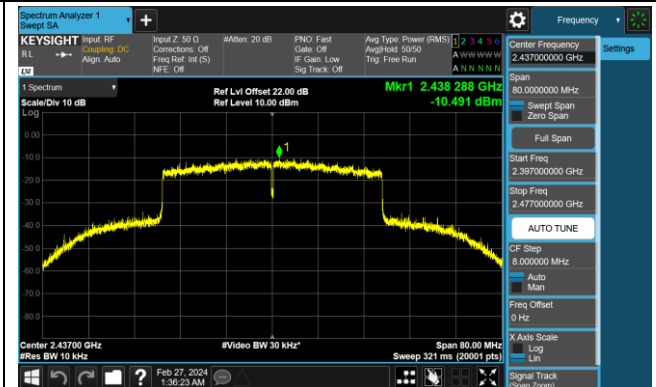 Spectrum Analyzer 1
Swept SA
Frequency
KEYSIGHT
R L
LXI
Input: RF
Coupling: DC
Align: Auto
Input Z: 50 Ω
Corrections: Off
Freq Ref: Int (S)
NFE: Off
#Atten: 20 dB
PNO: Fast
Gate: Off
IF Gain: Low
Sig Track: Off
Avg Type: Power (RMS)
Avg|Hold: 50/50
Trig: Free Run
1 2 3 4 5 6
A W W W W W
A N N N N N
Settings
1 Spectrum
Scale/Div 10 dB
Ref Lvl Offset 22.00 dB
Ref Level 10.00 dBm
Mkr1 2.438 288 GHz
-10.491 dBm
Log
0.00
-10.0
-20.0
-30.0
-40.0
-50.0
-60.0
-70.0
-80.0
1
Center 2.43700 GHz
#Res BW 10 kHz
#Video BW 30 kHz*
Span 80.00 MHz
Sweep 321 ms (20001 pts)
Center Frequency
2.437000000 GHz
Span
80.0000000 MHz
Swept Span
Zero Span
Full Span
Start Freq
2.397000000 GHz
Stop Freq
2.477000000 GHz
AUTO TUNE
CF Step
8.000000 MHz
Auto
Man
Freq Offset
0 Hz
X Axis Scale
Log
Lin
Signal Track
(Span Zoom)
Feb 27, 2024
1:36:23 AM